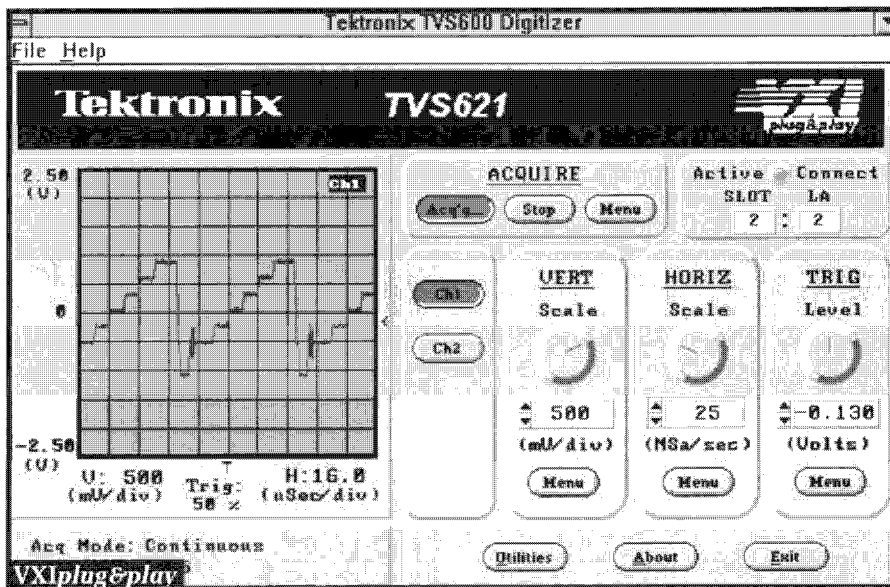 Tektronix TVS600 Digitizer
File Help
Tektronix TVS621 VXI plug&play
2.50
(V)
Ch1
0
-2.50
(V)
V: 500
(mV/div)
Trig:
50 %
H:16.0
(nSec/div)
Acq Mode: Continuous
VXIplug&play
ACQUIRE
Acq'g... Stop Menu
Active Connect
SLOT LA
2 : 2
Ch1
Ch2
VERT
Scale
500
(mV/div)
Menu
HORIZ
Scale
25
(MSa/sec)
Menu
TRIG
Level
-0.130
(Volts)
Menu
Utilities About Exit